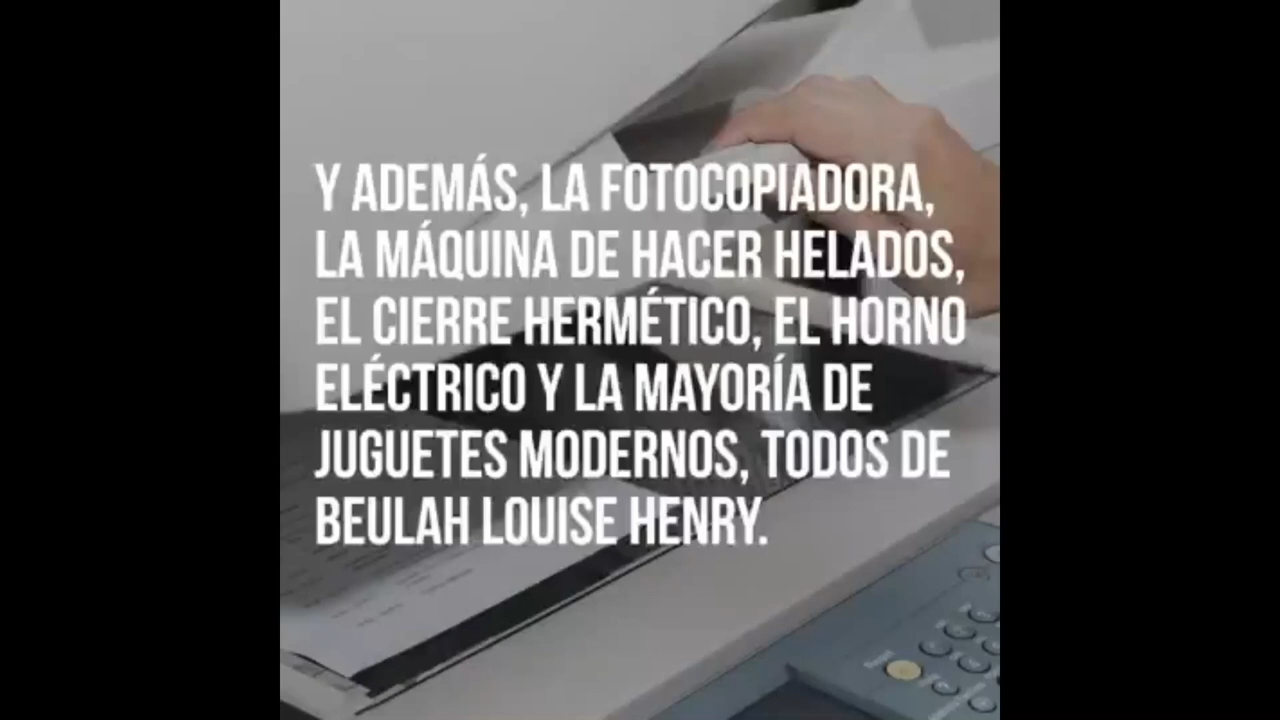 Y ADEMÁS, LA FOTOCOPIADORA,
LA MÁQUINA DE HACER HELADOS,
EL CIERRE HERMÉTICO, EL HORNO
ELÉCTRICO Y LA MAYORÍA DE
JUGUETES MODERNOS, TODOS DE
BEULAH LOUISE HENRY.